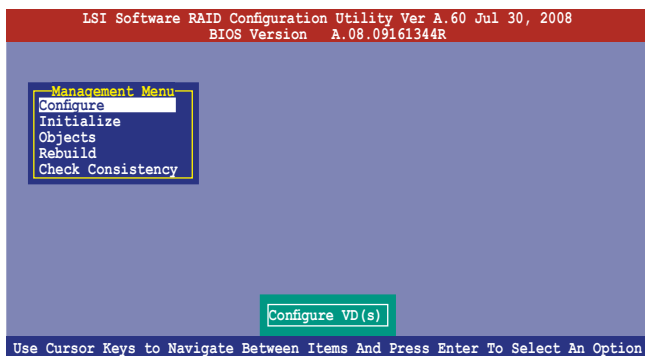 LSI Software RAID Configuration Utility Ver A.60 Jul 30, 2008
BIOS Version A.08.09161344R
Management Menu
Configure
Initialize
Objects
Rebuild
Check Consistency
Configure VD(s)
Use Cursor Keys to Navigate Between Items And Press Enter To Select An Option